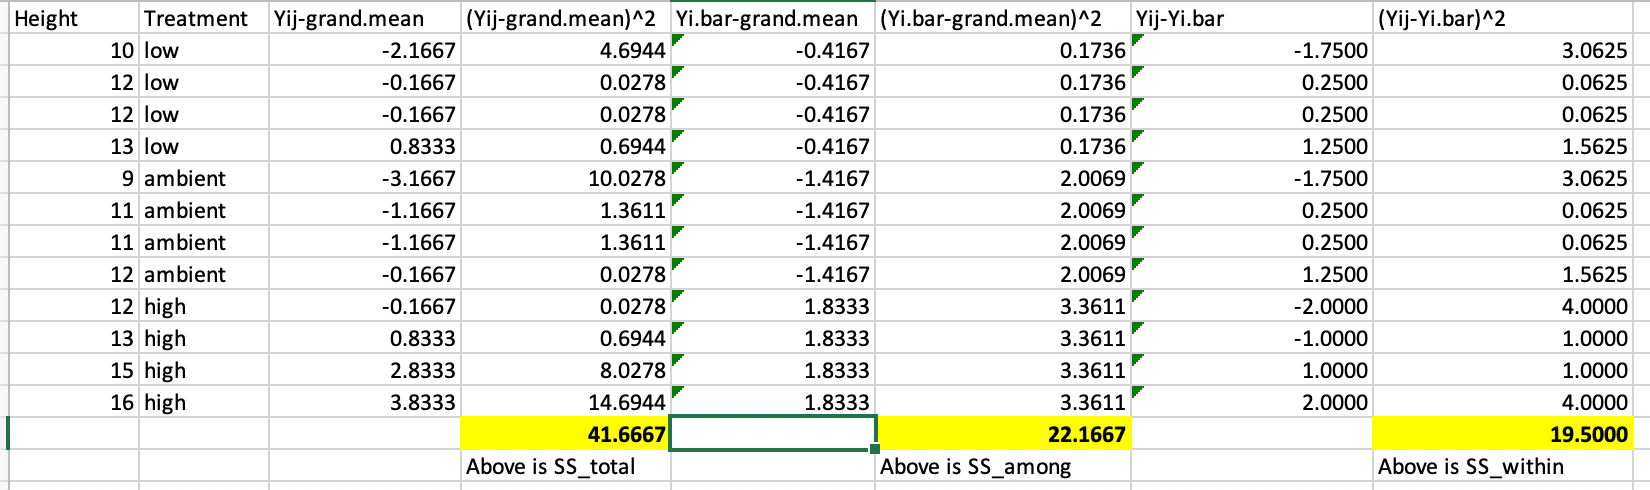 Height Treatment Yij-grand.mean (Yij-grand.mean)^2 Yi.bar-grand.mean (Yi.bar-grand.mean)^2 Yij-Yi.bar (Yij-Yi.bar)^2
10 low -2.1667 4.6944 -0.4167 0.1736 -1.7500 3.0625
12 low -0.1667 0.0278 -0.4167 0.1736 0.2500 0.0625
12 low -0.1667 0.0278 -0.4167 0.1736 0.2500 0.0625
13 low 0.8333 0.6944 -0.4167 0.1736 1.2500 1.5625
9 ambient -3.1667 10.0278 -1.4167 2.0069 -1.7500 3.0625
11 ambient -1.1667 1.3611 -1.4167 2.0069 0.2500 0.0625
11 ambient -1.1667 1.3611 -1.4167 2.0069 0.2500 0.0625
12 ambient -0.1667 0.0278 -1.4167 2.0069 1.2500 1.5625
12 high -0.1667 0.0278 1.8333 3.3611 -2.0000 4.0000
13 high 0.8333 0.6944 1.8333 3.3611 -1.0000 1.0000
15 high 2.8333 8.0278 1.8333 3.3611 1.0000 1.0000
16 high 3.8333 14.6944 1.8333 3.3611 2.0000 4.0000
41.6667 22.1667 19.5000
Above is SS_total Above is SS_among Above is SS_within